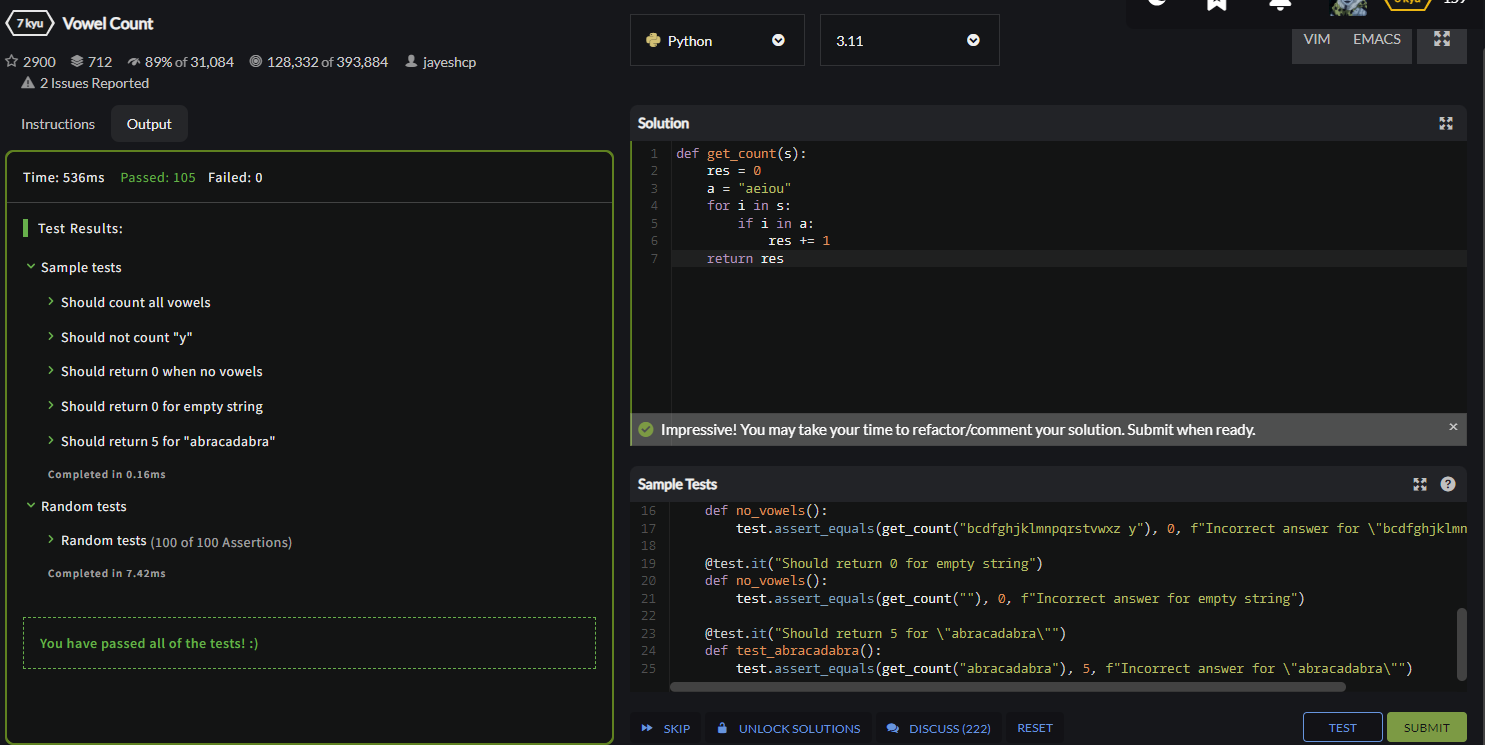 7 kyu Vowel Count
2900 712 89% of 31,084 128,332 of 393,884 jayeshcp
2 Issues Reported
Instructions Output
Time: 536ms Passed: 105 Failed: 0
Test Results:
Sample tests
Should count all vowels
Should not count "y"
Should return 0 when no vowels
Should return 0 for empty string
Should return 5 for "abracadabra"
Completed in 0.16ms
Random tests
Random tests (100 of 100 Assertions)
Completed in 7.42ms
You have passed all of the tests! :)
Python 3.11
VIM EMACS
Solution
1 def get_count(s):
2 res = 0
3 a = "aeiou"
4 for i in s:
5 if i in a:
6 res += 1
7 return res
Impressive! You may take your time to refactor/comment your solution. Submit when ready.
Sample Tests
16 def no_vowels():
17 test.assert_equals(get_count("bcdfghjklmnpqrstvwxz y"), 0, f"Incorrect answer for \"bcdfghjklmn
18
19 @test.it("Should return 0 for empty string")
20 def no_vowels():
21 test.assert_equals(get_count(""), 0, f"Incorrect answer for empty string")
22
23 @test.it("Should return 5 for \"abracadabra\"")
24 def test_abracadabra():
25 test.assert_equals(get_count("abracadabra"), 5, f"Incorrect answer for \"abracadabra\"")
SKIP UNLOCK SOLUTIONS DISCUSS (222) RESET TEST SUBMIT